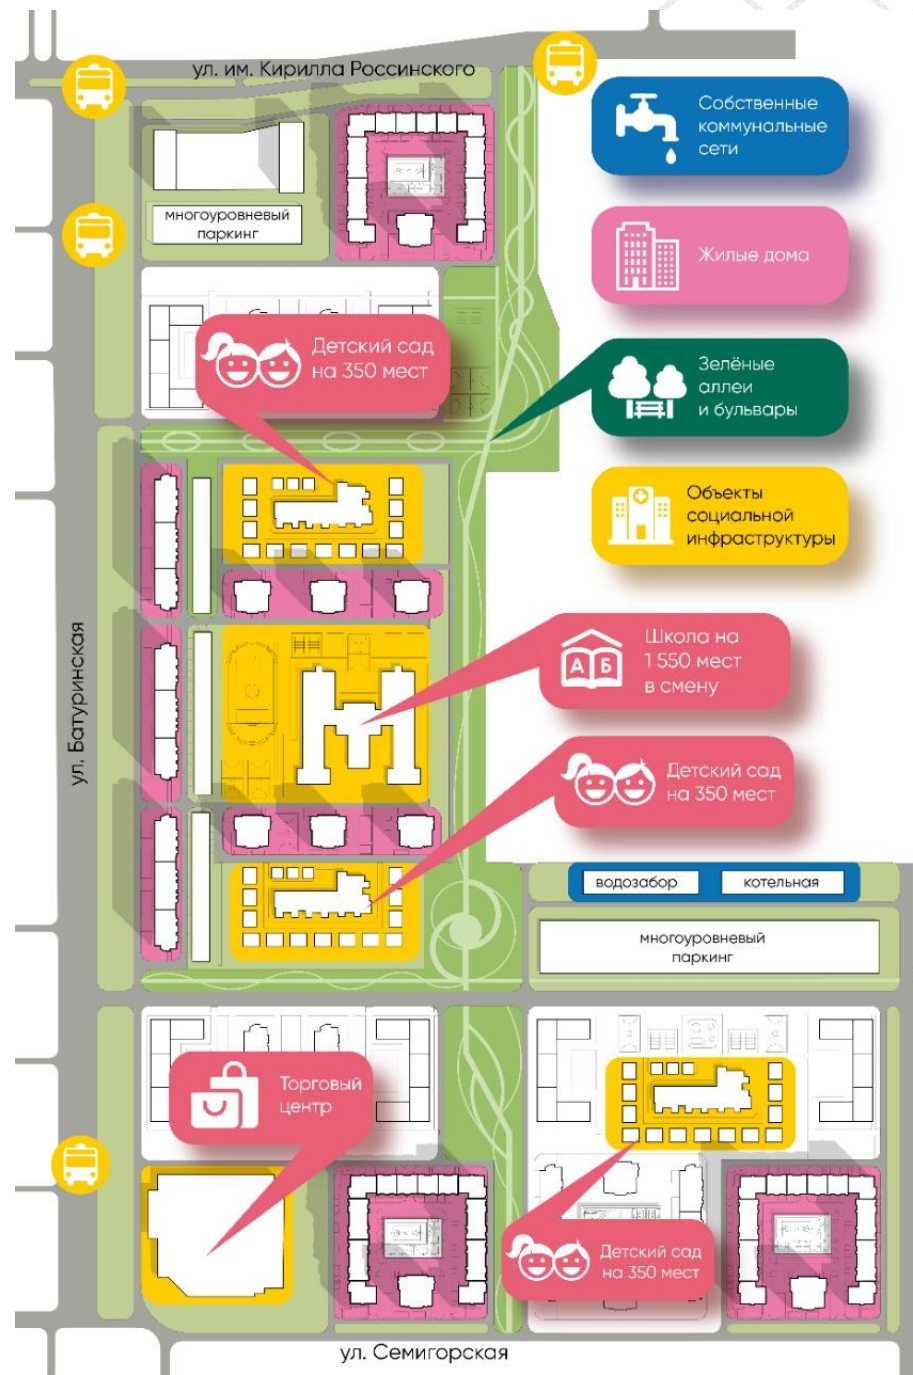 ул. им. Кирилла Россинского
Собственные
коммунальные
сети
многоуровневый
паркинг
Жилые дома
Детский сад
на 350 мест
Зелёные
аллеи
и бульвары
Объекты
социальной
инфраструктуры
ул. Батуринская
А Б
Школа на
1 550 мест
в смену
Детский сад
на 350 мест
водозабор
котельная
многоуровневый
паркинг
Торговый
центр
Детский сад
на 350 мест
ул. Семигорская